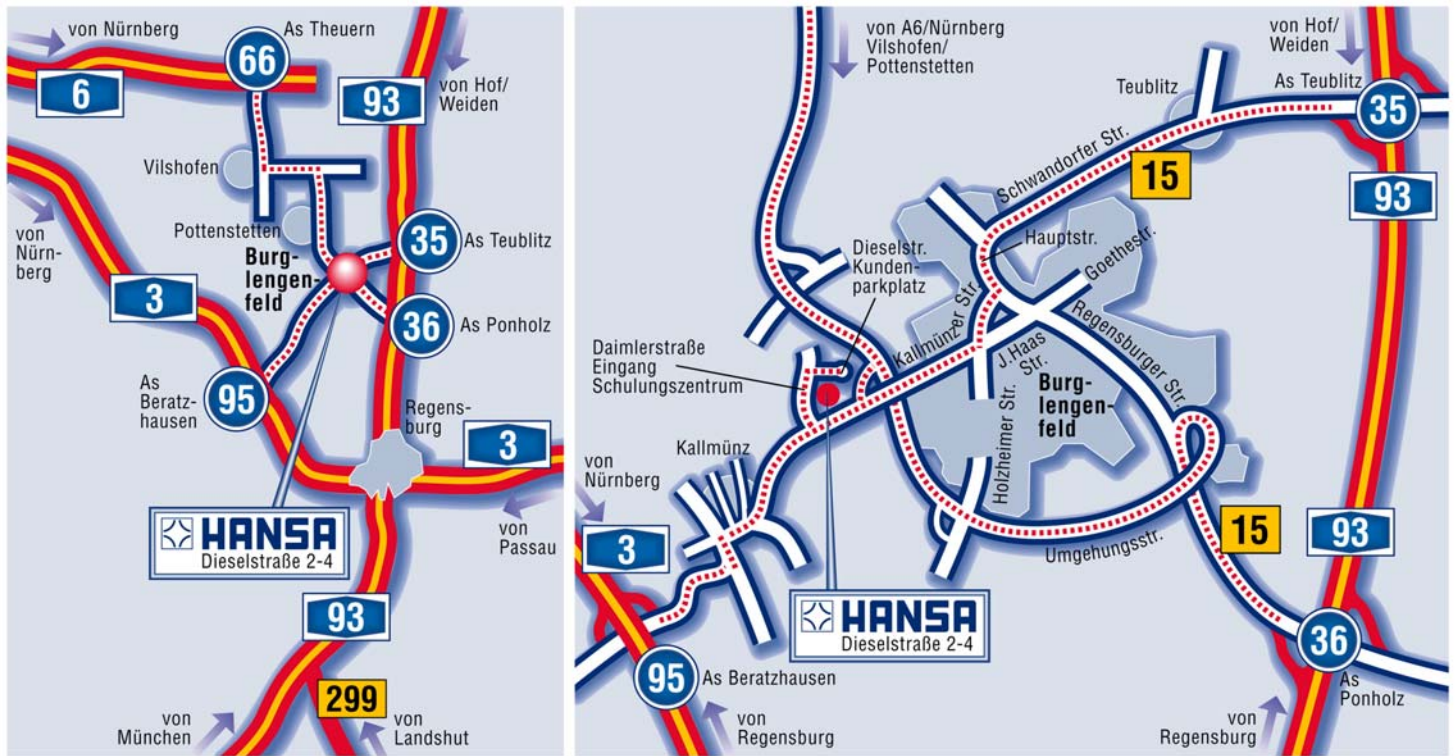 von Nürnberg
As Theuern
66
6
93
von Hof/
Weiden
Vilshofen
von
Nürn-
berg
Pottenstetten
35
As Teublitz
Burg-
lengen-
feld
3
36
As Ponholz
As
Beratz-
hausen
95
Regens-
burg
3
von
Passau
HANSA
Dieselstraße 2-4
93
299
von
München
von
Landshut
von A6/Nürnberg
Vilshofen/
Pottenstetten
von Hof/
Weiden
Teublitz
As Teublitz
35
Schwandorfer Str.
15
93
Dieselstr.
Kunden-
parkplatz
Hauptstr.
Goethestr.
Kallmünzer Str.
Regensburger Str.
J.Haas
Str.
Daimlerstraße
Eingang
Schulungszentrum
Burg-
lengen-
feld
Holzheimer Str.
Kallmünz
von
Nürnberg
3
Umgehungsstr.
15
93
HANSA
Dieselstraße 2-4
36
As
Ponholz
95
As Beratzhausen
von
Regensburg
von
Regensburg